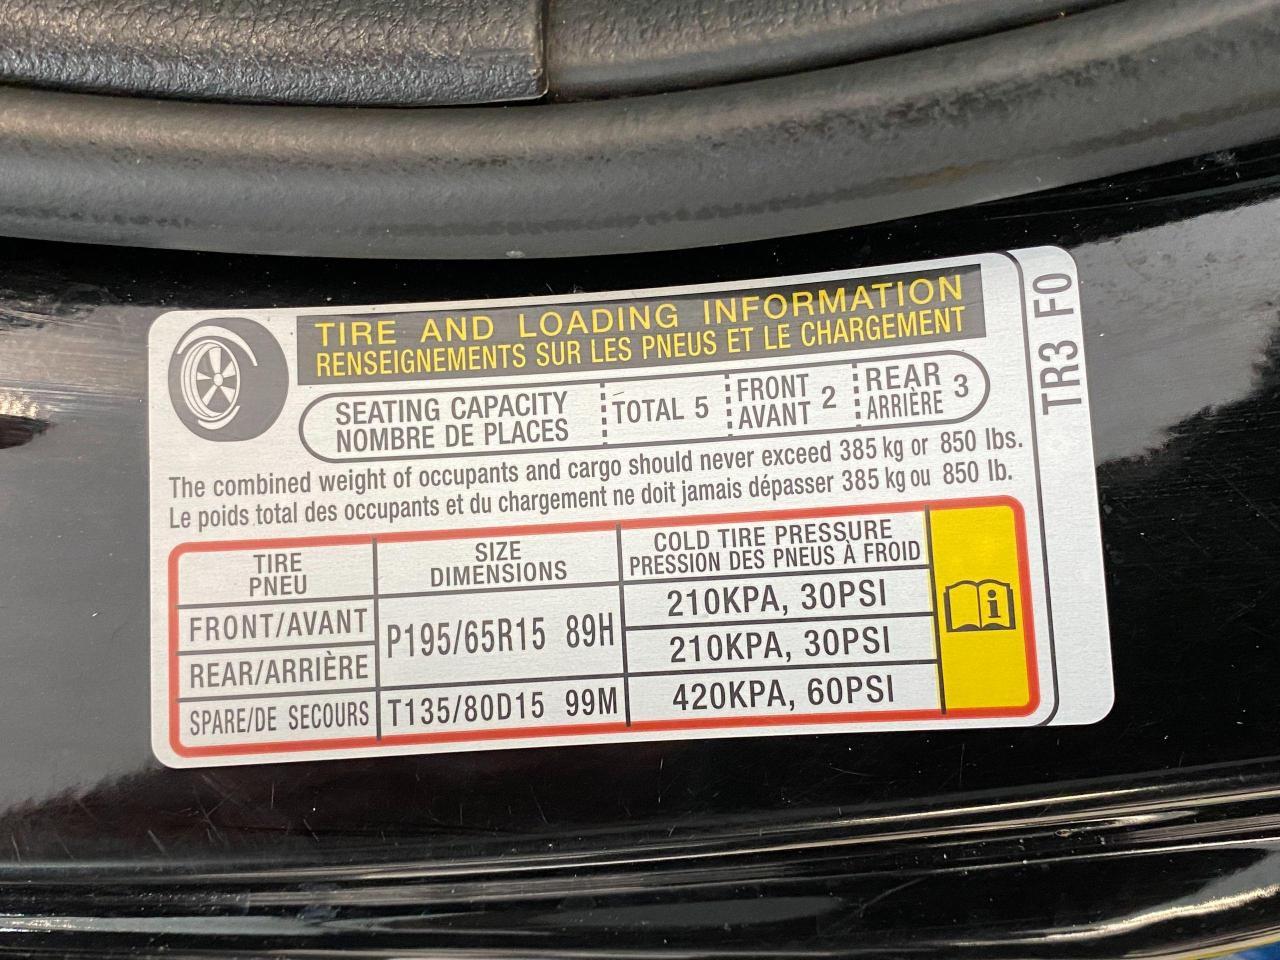 TIRE AND LOADING INFORMATION
RENSEIGNEMENTS SUR LES PNEUS ET LE CHARGEMENT
TR3 F0
SEATING CAPACITY
NOMBRE DE PLACES
TOTAL 5
FRONT
AVANT 2
REAR
ARRIÈRE 3
The combined weight of occupants and cargo should never exceed 385 kg or 850 lbs.
Le poids total des occupants et du chargement ne doit jamais dépasser 385 kg ou 850 lb.
TIRE
PNEU
SIZE
DIMENSIONS
COLD TIRE PRESSURE
PRESSION DES PNEUS À FROID
FRONT/AVANT
P195/65R15 89H
210KPA, 30PSI
REAR/ARRIÈRE
210KPA, 30PSI
SPARE/DE SECOURS
T135/80D15 99M
420KPA, 60PSI
i